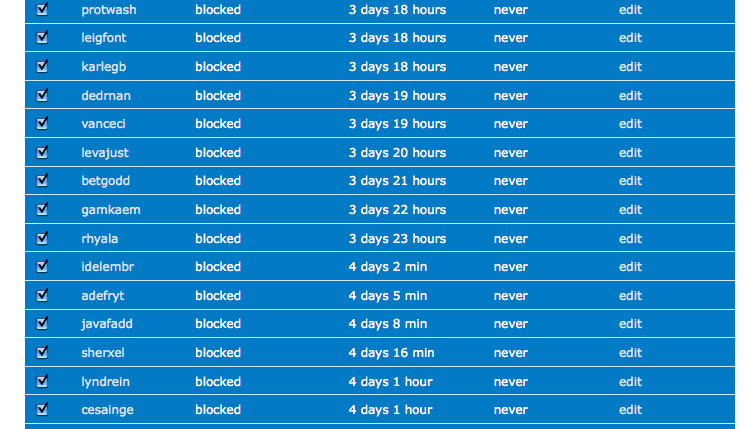 protwash blocked 3 days 18 hours never edit
leigfont blocked 3 days 18 hours never edit
karlegb blocked 3 days 18 hours never edit
dedrnan blocked 3 days 19 hours never edit
vanceci blocked 3 days 19 hours never edit
levajust blocked 3 days 20 hours never edit
betgodd blocked 3 days 21 hours never edit
gamkaem blocked 3 days 22 hours never edit
rhyala blocked 3 days 23 hours never edit
idelembr blocked 4 days 2 min never edit
adefryt blocked 4 days 5 min never edit
javafadd blocked 4 days 8 min never edit
sherxel blocked 4 days 16 min never edit
lyndrein blocked 4 days 1 hour never edit
cesainge blocked 4 days 1 hour never edit